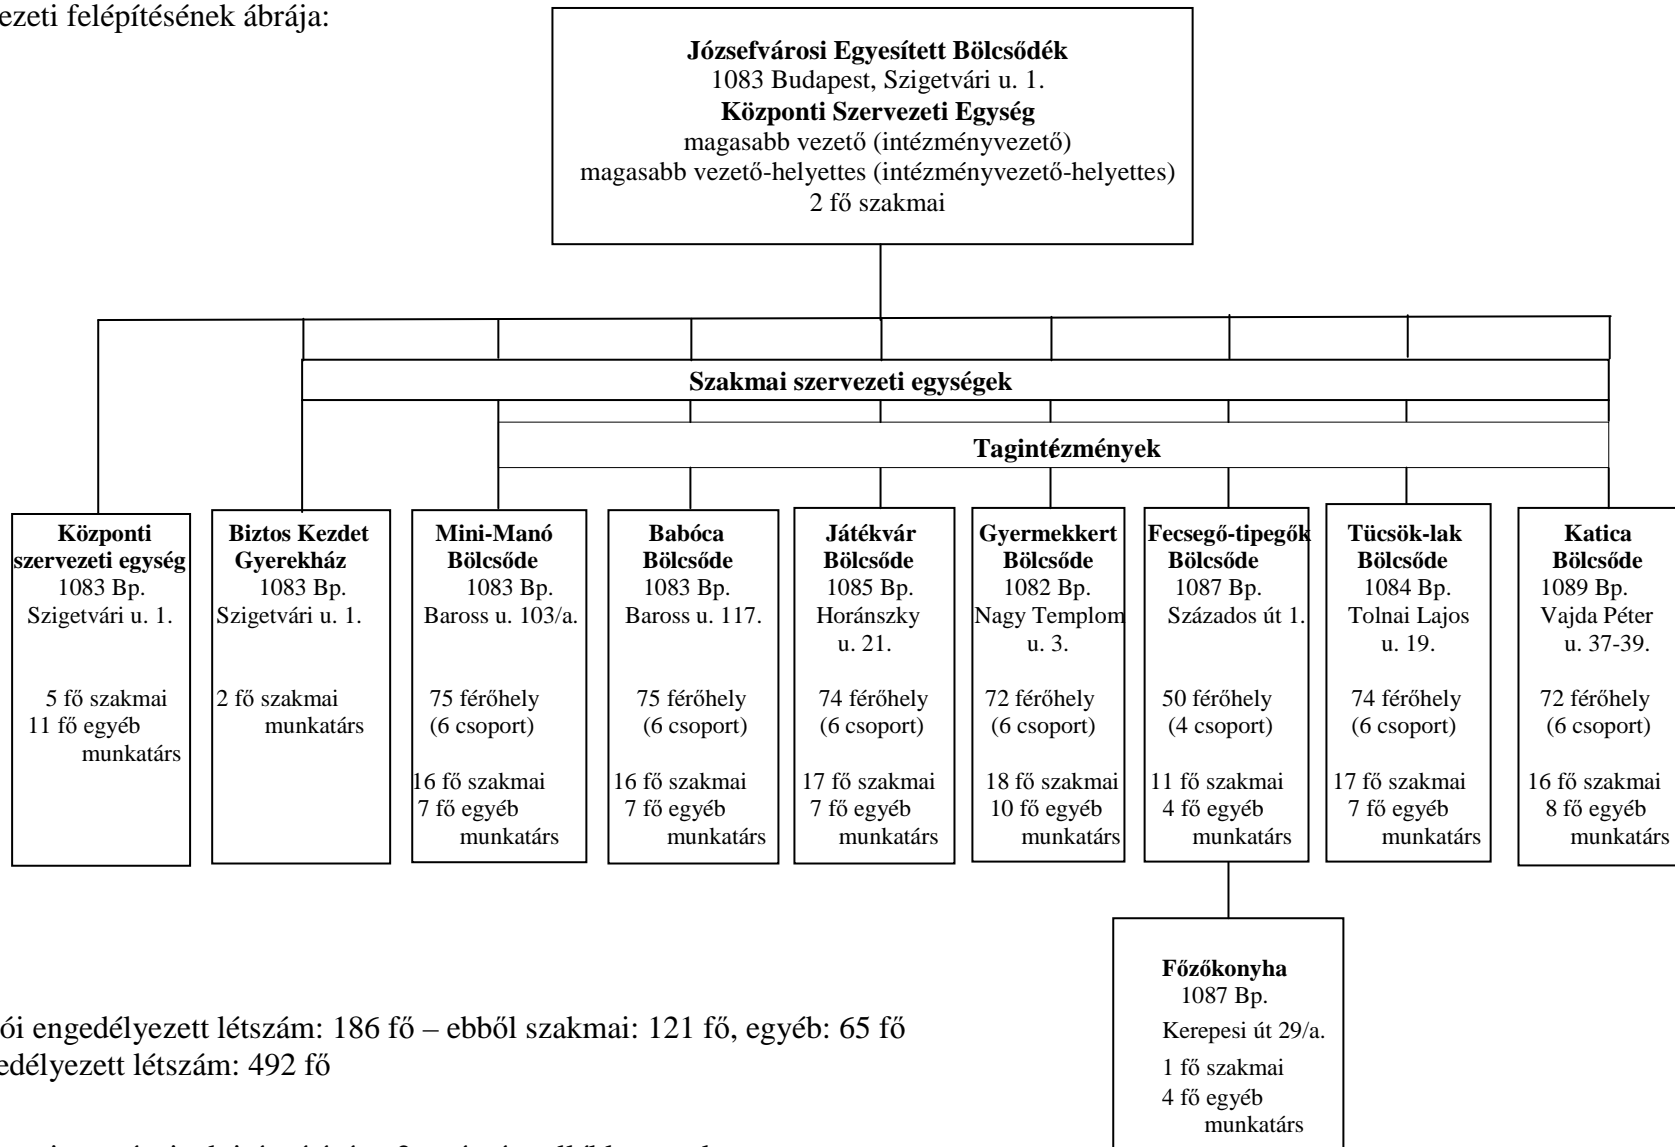 ezeti felépítésének ábrája:
Józsefvárosi Egyesített Bölcsődék
1083 Budapest, Szigetvári u. 1.
Központi Szervezeti Egység
magasabb vezető (intézményvezető)
magasabb vezető-helyettes (intézményvezető-helyettes)
2 fő szakmai
Szakmai szervezeti egységek
Tagintézmények
Központi
szervezeti egység
1083 Bp.
Szigetvári u. 1.
5 fő szakmai
11 fő egyéb
munkatárs
Biztos Kezdet
Gyerekház
1083 Bp.
Szigetvári u. 1.
2 fő szakmai
munkatárs
Mini-Manó
Bölcsőde
1083 Bp.
Baross u. 103/a.
75 férőhely
(6 csoport)
16 fő szakmai
7 fő egyéb
munkatárs
Babóca
Bölcsőde
1083 Bp.
Baross u. 117.
75 férőhely
(6 csoport)
16 fő szakmai
7 fő egyéb
munkatárs
Játékvár
Bölcsőde
1085 Bp.
Horánszky
u. 21.
74 férőhely
(6 csoport)
17 fő szakmai
7 fő egyéb
munkatárs
Gyermekkert
Bölcsőde
1082 Bp.
Nagy Templom
u. 3.
72 férőhely
(6 csoport)
18 fő szakmai
10 fő egyéb
munkatárs
Fecsegő-tipegők
Bölcsőde
1087 Bp.
Százados út 1.
50 férőhely
(4 csoport)
11 fő szakmai
4 fő egyéb
munkatárs
Tücsök-lak
Bölcsőde
1084 Bp.
Tolnai Lajos
u. 19.
74 férőhely
(6 csoport)
17 fő szakmai
7 fő egyéb
munkatárs
Katica
Bölcsőde
1089 Bp.
Vajda Péter
u. 37-39.
72 férőhely
(6 csoport)
16 fő szakmai
8 fő egyéb
munkatárs
Főzőkonyha
1087 Bp.
Kerepesi út 29/a.
1 fő szakmai
4 fő egyéb
munkatárs
ói engedélyezett létszám: 186 fő – ebből szakmai: 121 fő, egyéb: 65 fő
edélyezett létszám: 492 fő